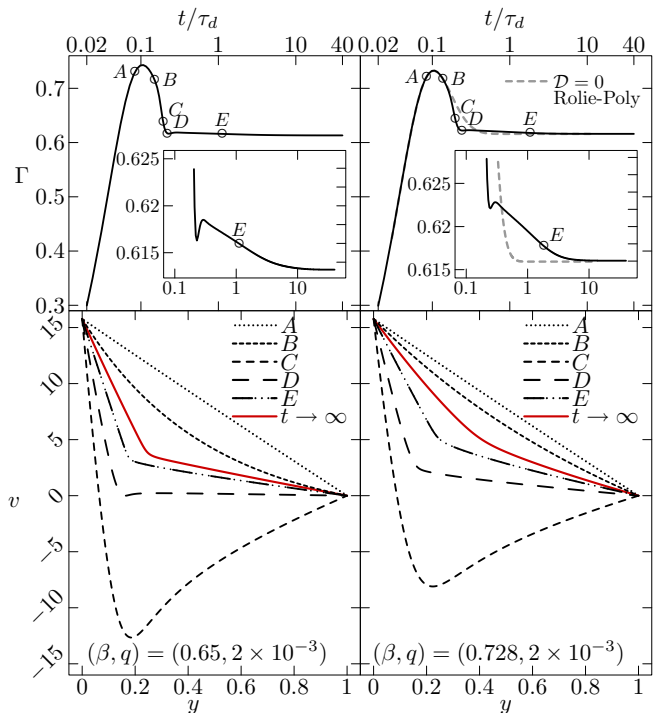 t/τ_d t/τ_d
0.02 0.1 1 10 40 0.02 0.1 1 10 40
Γ
0.7
0.6
0.5
0.4
0.3
A B C D E
0.625
0.62
0.615
E
0.1 1 10
A B C D E
𝒟 = 0
Rolie-Poly
0.625
0.62
0.615
E
0.1 1 10
v
15
10
5
0
−5
−10
−15
A
B
C
D
E
t → ∞
(β, q) = (0.65, 2 × 10⁻³)
0 0.2 0.4 0.6 0.8 1
y
A
B
C
D
E
t → ∞
(β, q) = (0.728, 2 × 10⁻³)
0 0.2 0.4 0.6 0.8 1
y